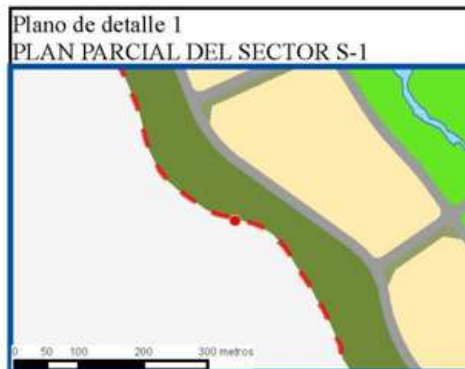 Plano de detalle 1
PLAN PARCIAL DEL SECTOR S-1
0 50 100 200 300 metros